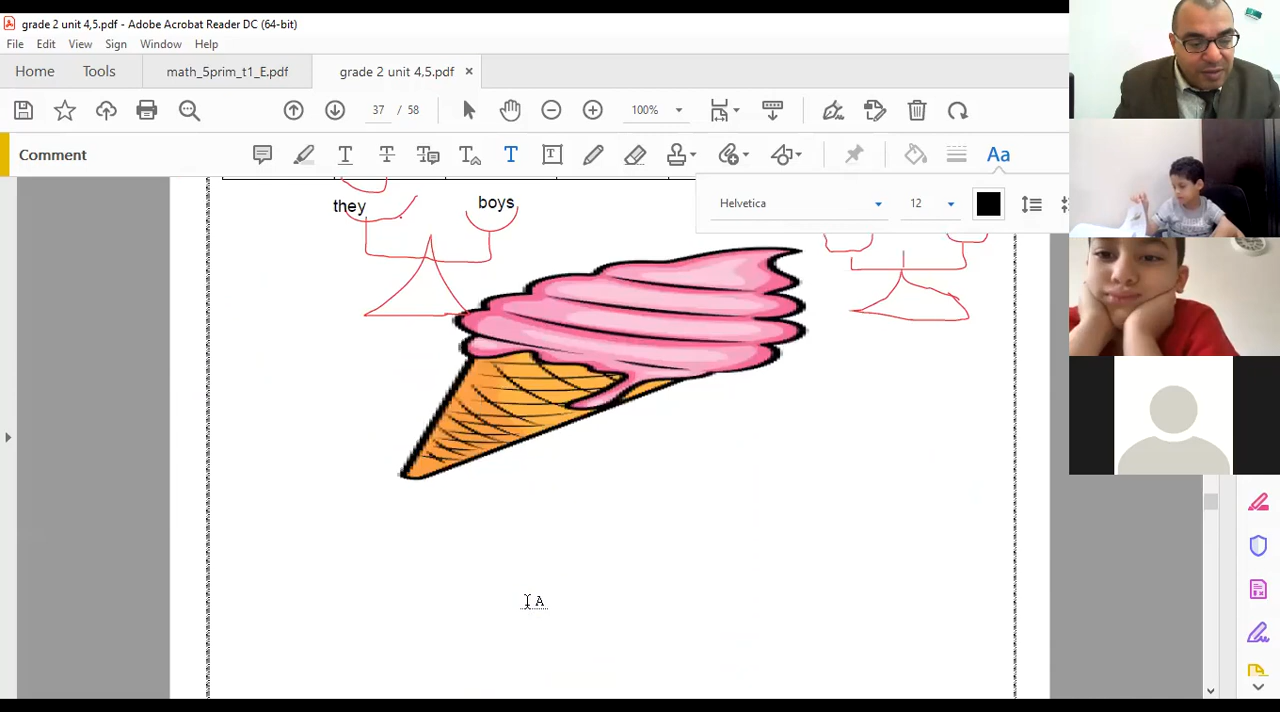 grade 2 unit 4,5.pdf - Adobe Acrobat Reader DC (64-bit)
File Edit View Sign Window Help
Home Tools math_5prim_t1_E.pdf grade 2 unit 4,5.pdf ×
37 / 58 100%
Comment T T T T Aa
Helvetica 12
they boys
A